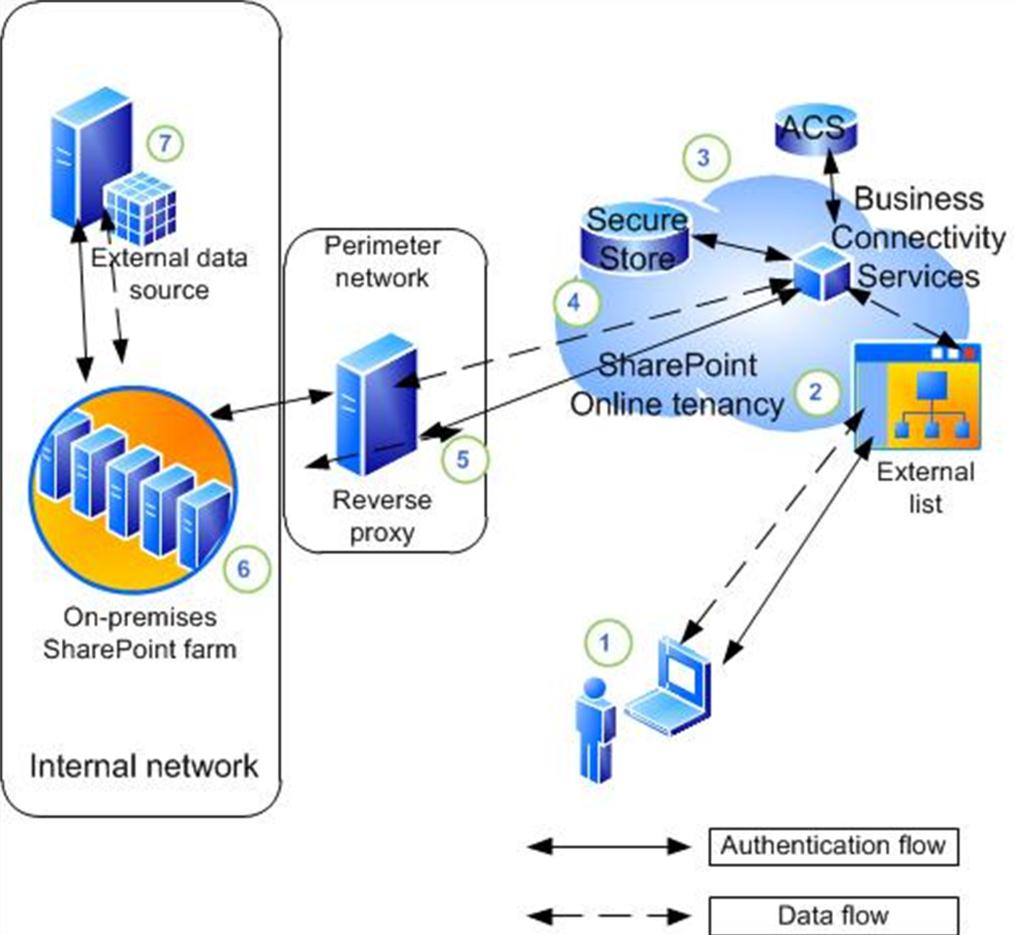 ACS
7
3
Business
Connectivity
Services
Secure
Store
External data
source
Perimeter
network
4
SharePoint
Online tenancy
2
5
External
list
Reverse
proxy
6
On-premises
SharePoint farm
1
Internal network
Authentication flow
Data flow